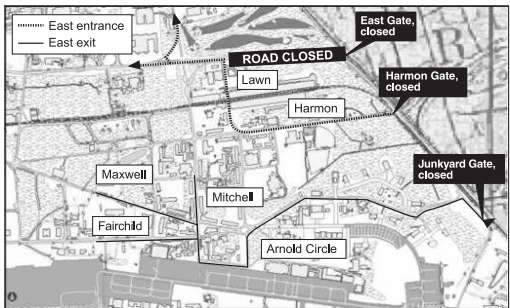 East entrance
East exit
East Gate,
closed
ROAD CLOSED
Lawn
Harmon Gate,
closed
Harmon
Junkyard Gate,
closed
Maxwell
Mitchell
Fairchild
Arnold Circle